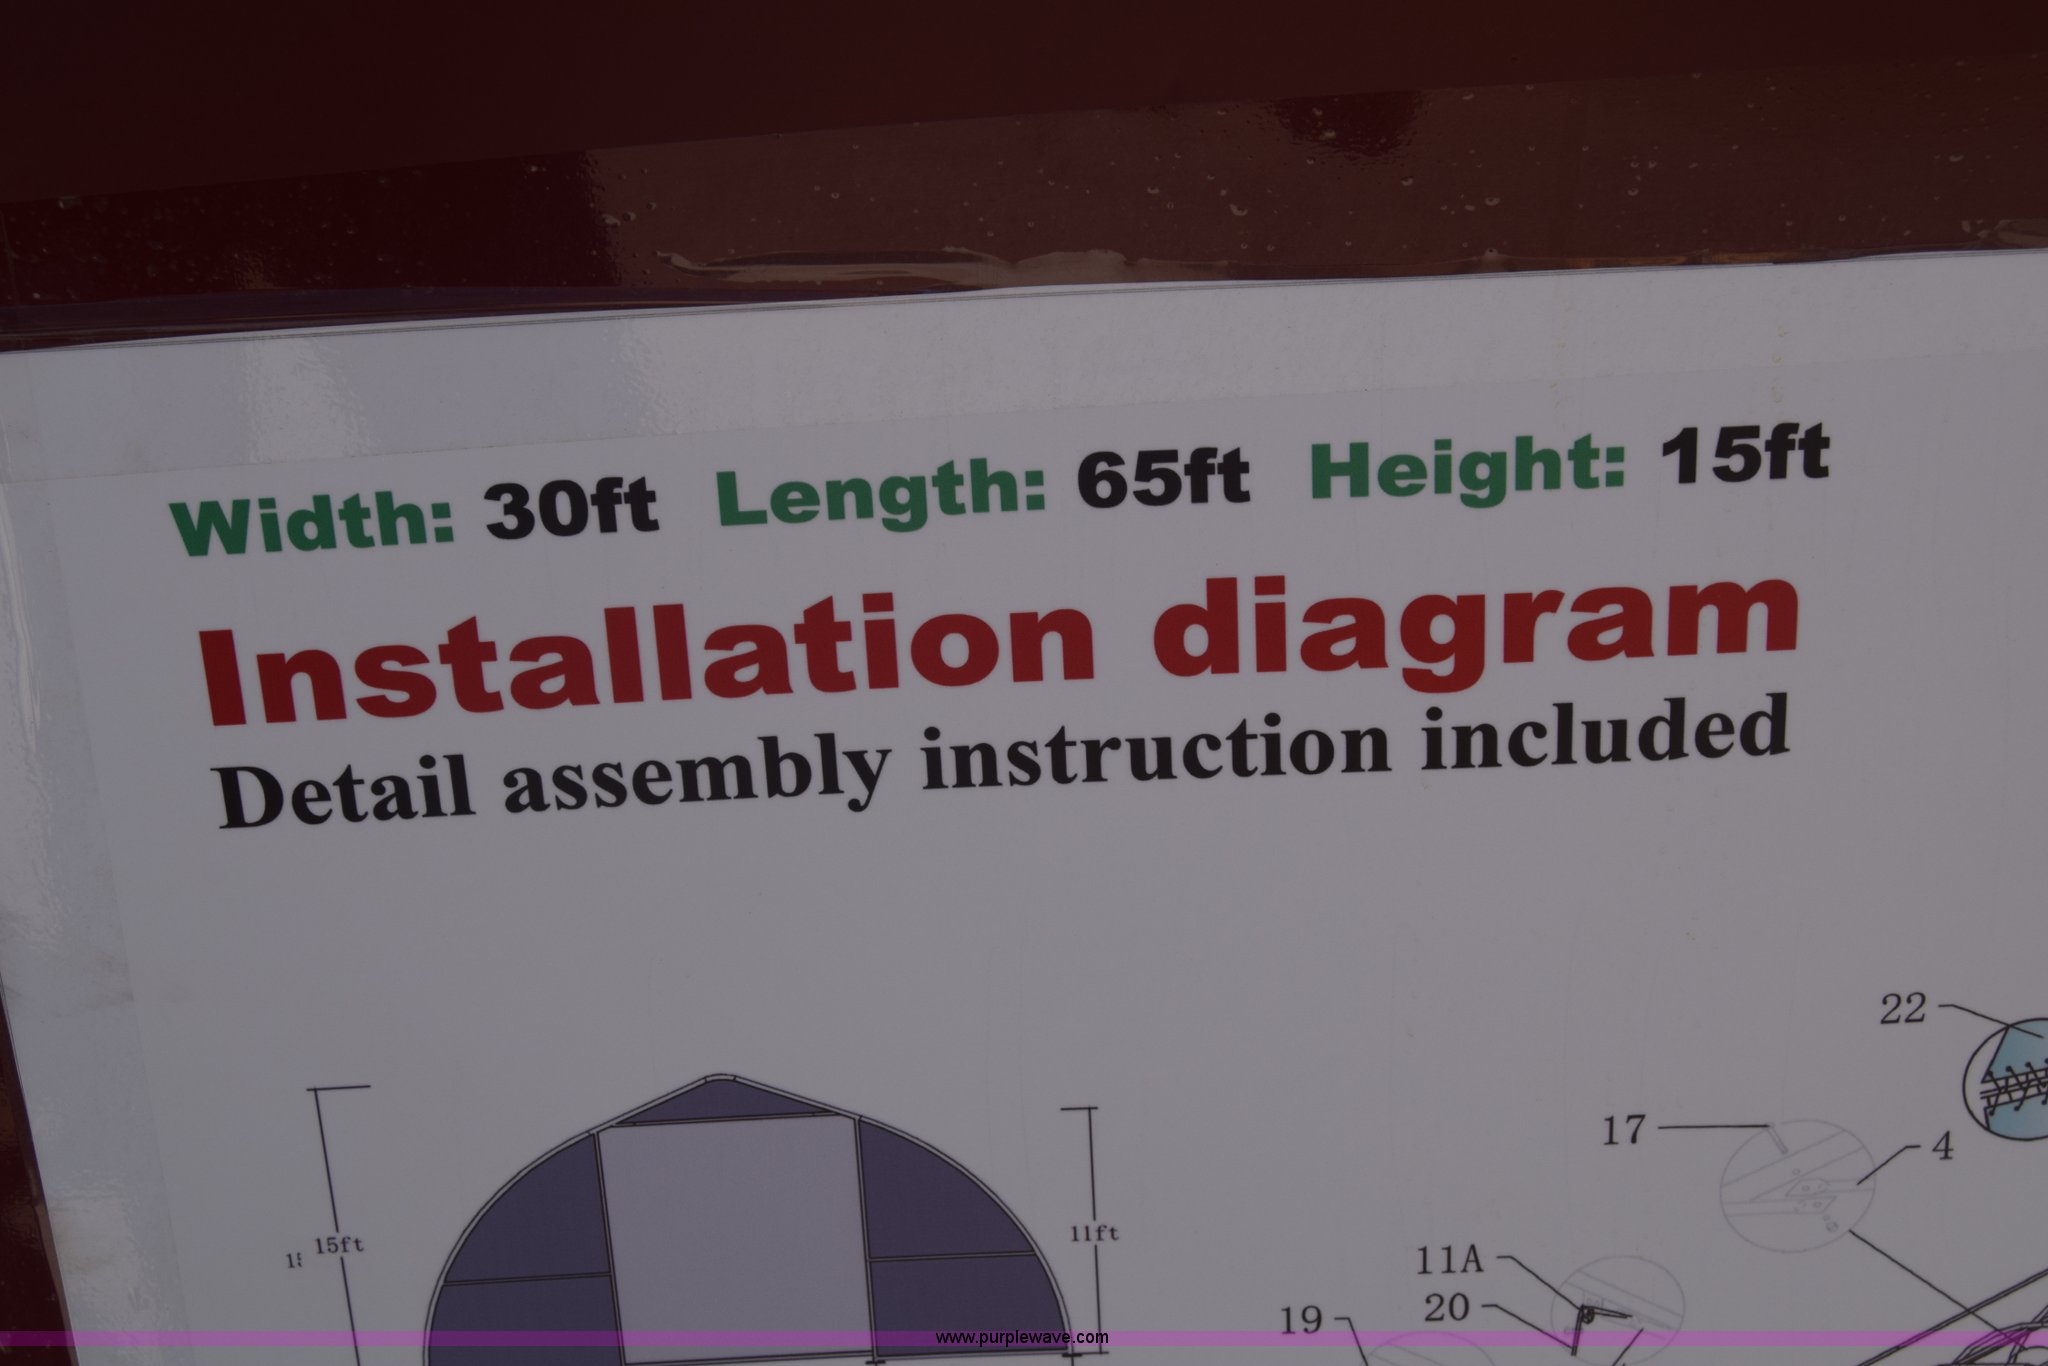 Width: 30ft Length: 65ft Height: 15ft
Installation diagram
Detail assembly instruction included
22
17
4
15ft
11ft
11A
20
19
www.purplewave.com